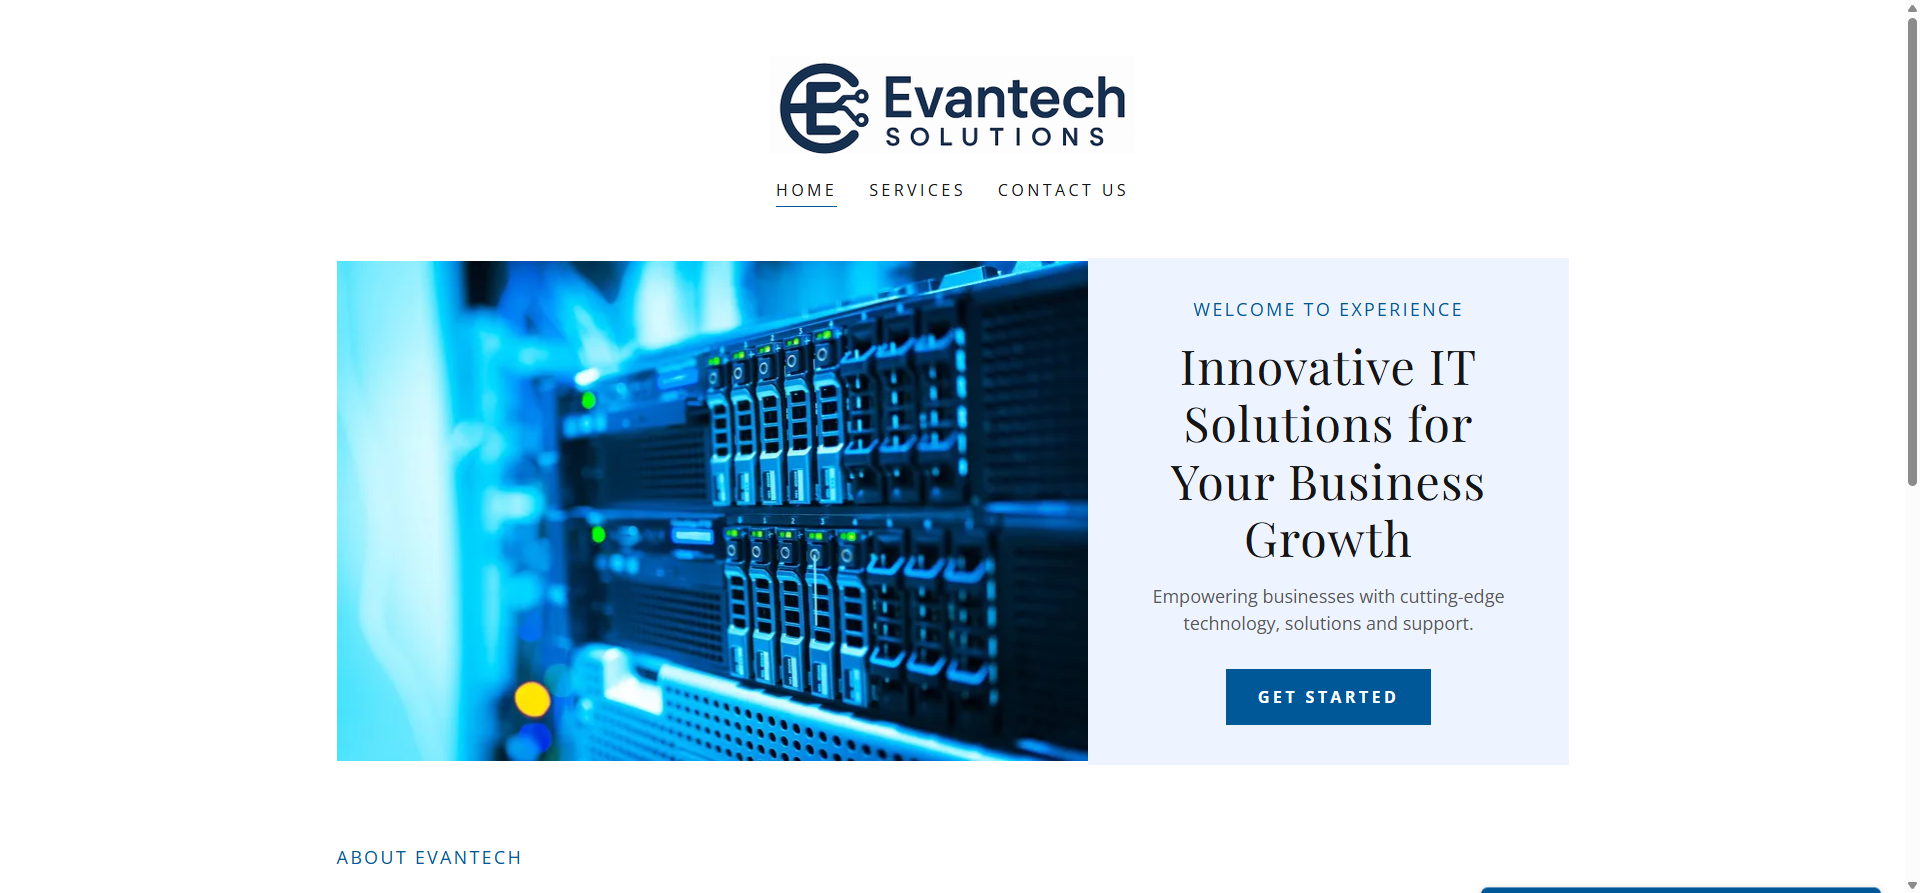 Evantech
SOLUTIONS
HOME SERVICES CONTACT US
WELCOME TO EXPERIENCE
Innovative IT
Solutions for
Your Business
Growth
Empowering businesses with cutting-edge
technology, solutions and support.
GET STARTED
ABOUT EVANTECH